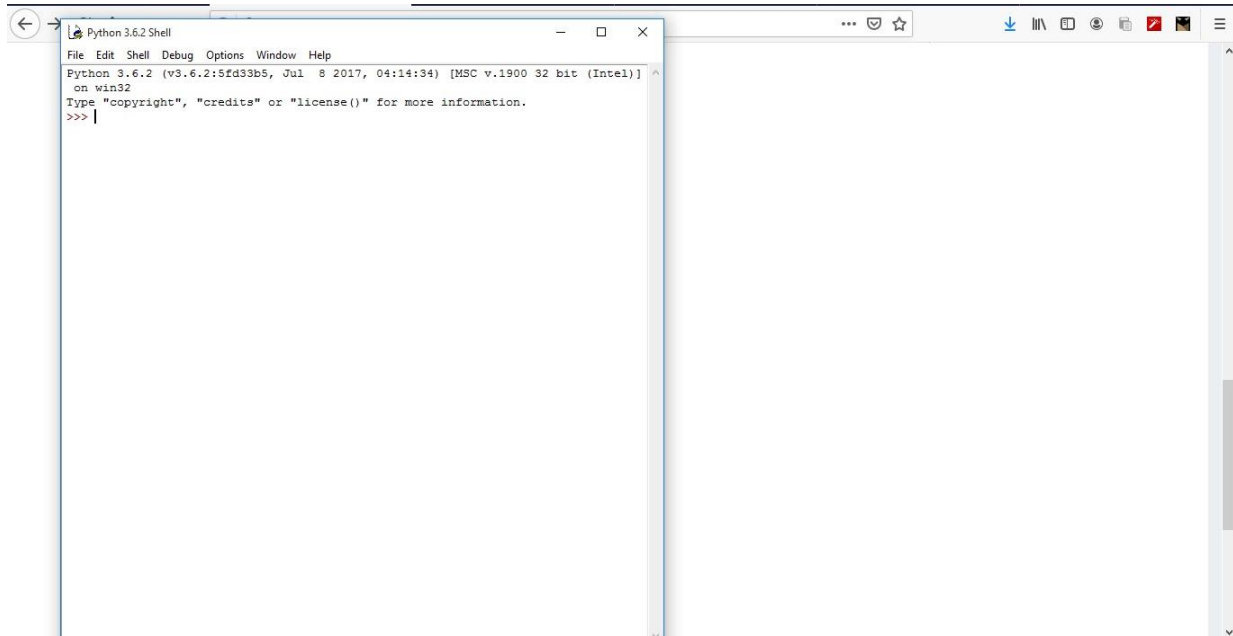 Python 3.6.2 Shell
File Edit Shell Debug Options Window Help
Python 3.6.2 (v3.6.2:5fd33b5, Jul  8 2017, 04:14:34) [MSC v.1900 32 bit (Intel)]
 on win32
Type "copyright", "credits" or "license()" for more information.
>>>